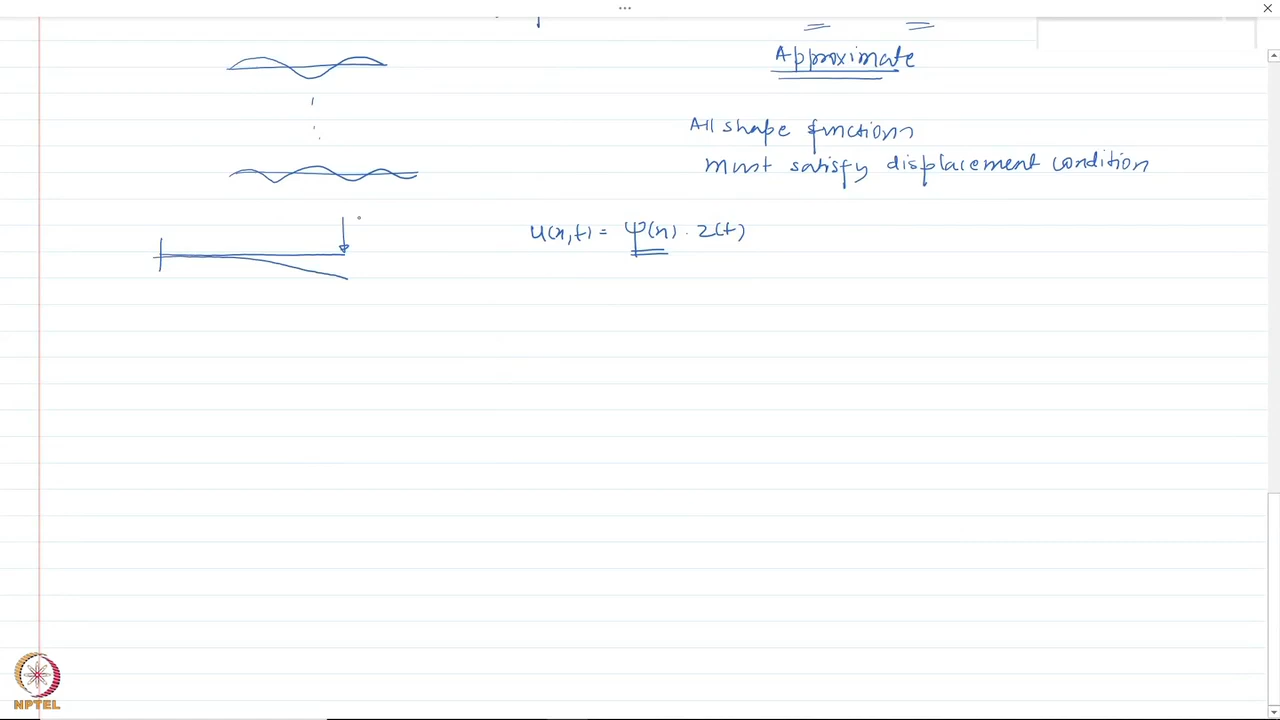 Approximate
All shape functions
must satisfy displacement condition
u(x,t) = ψ(x) · z(t)
NPTEL